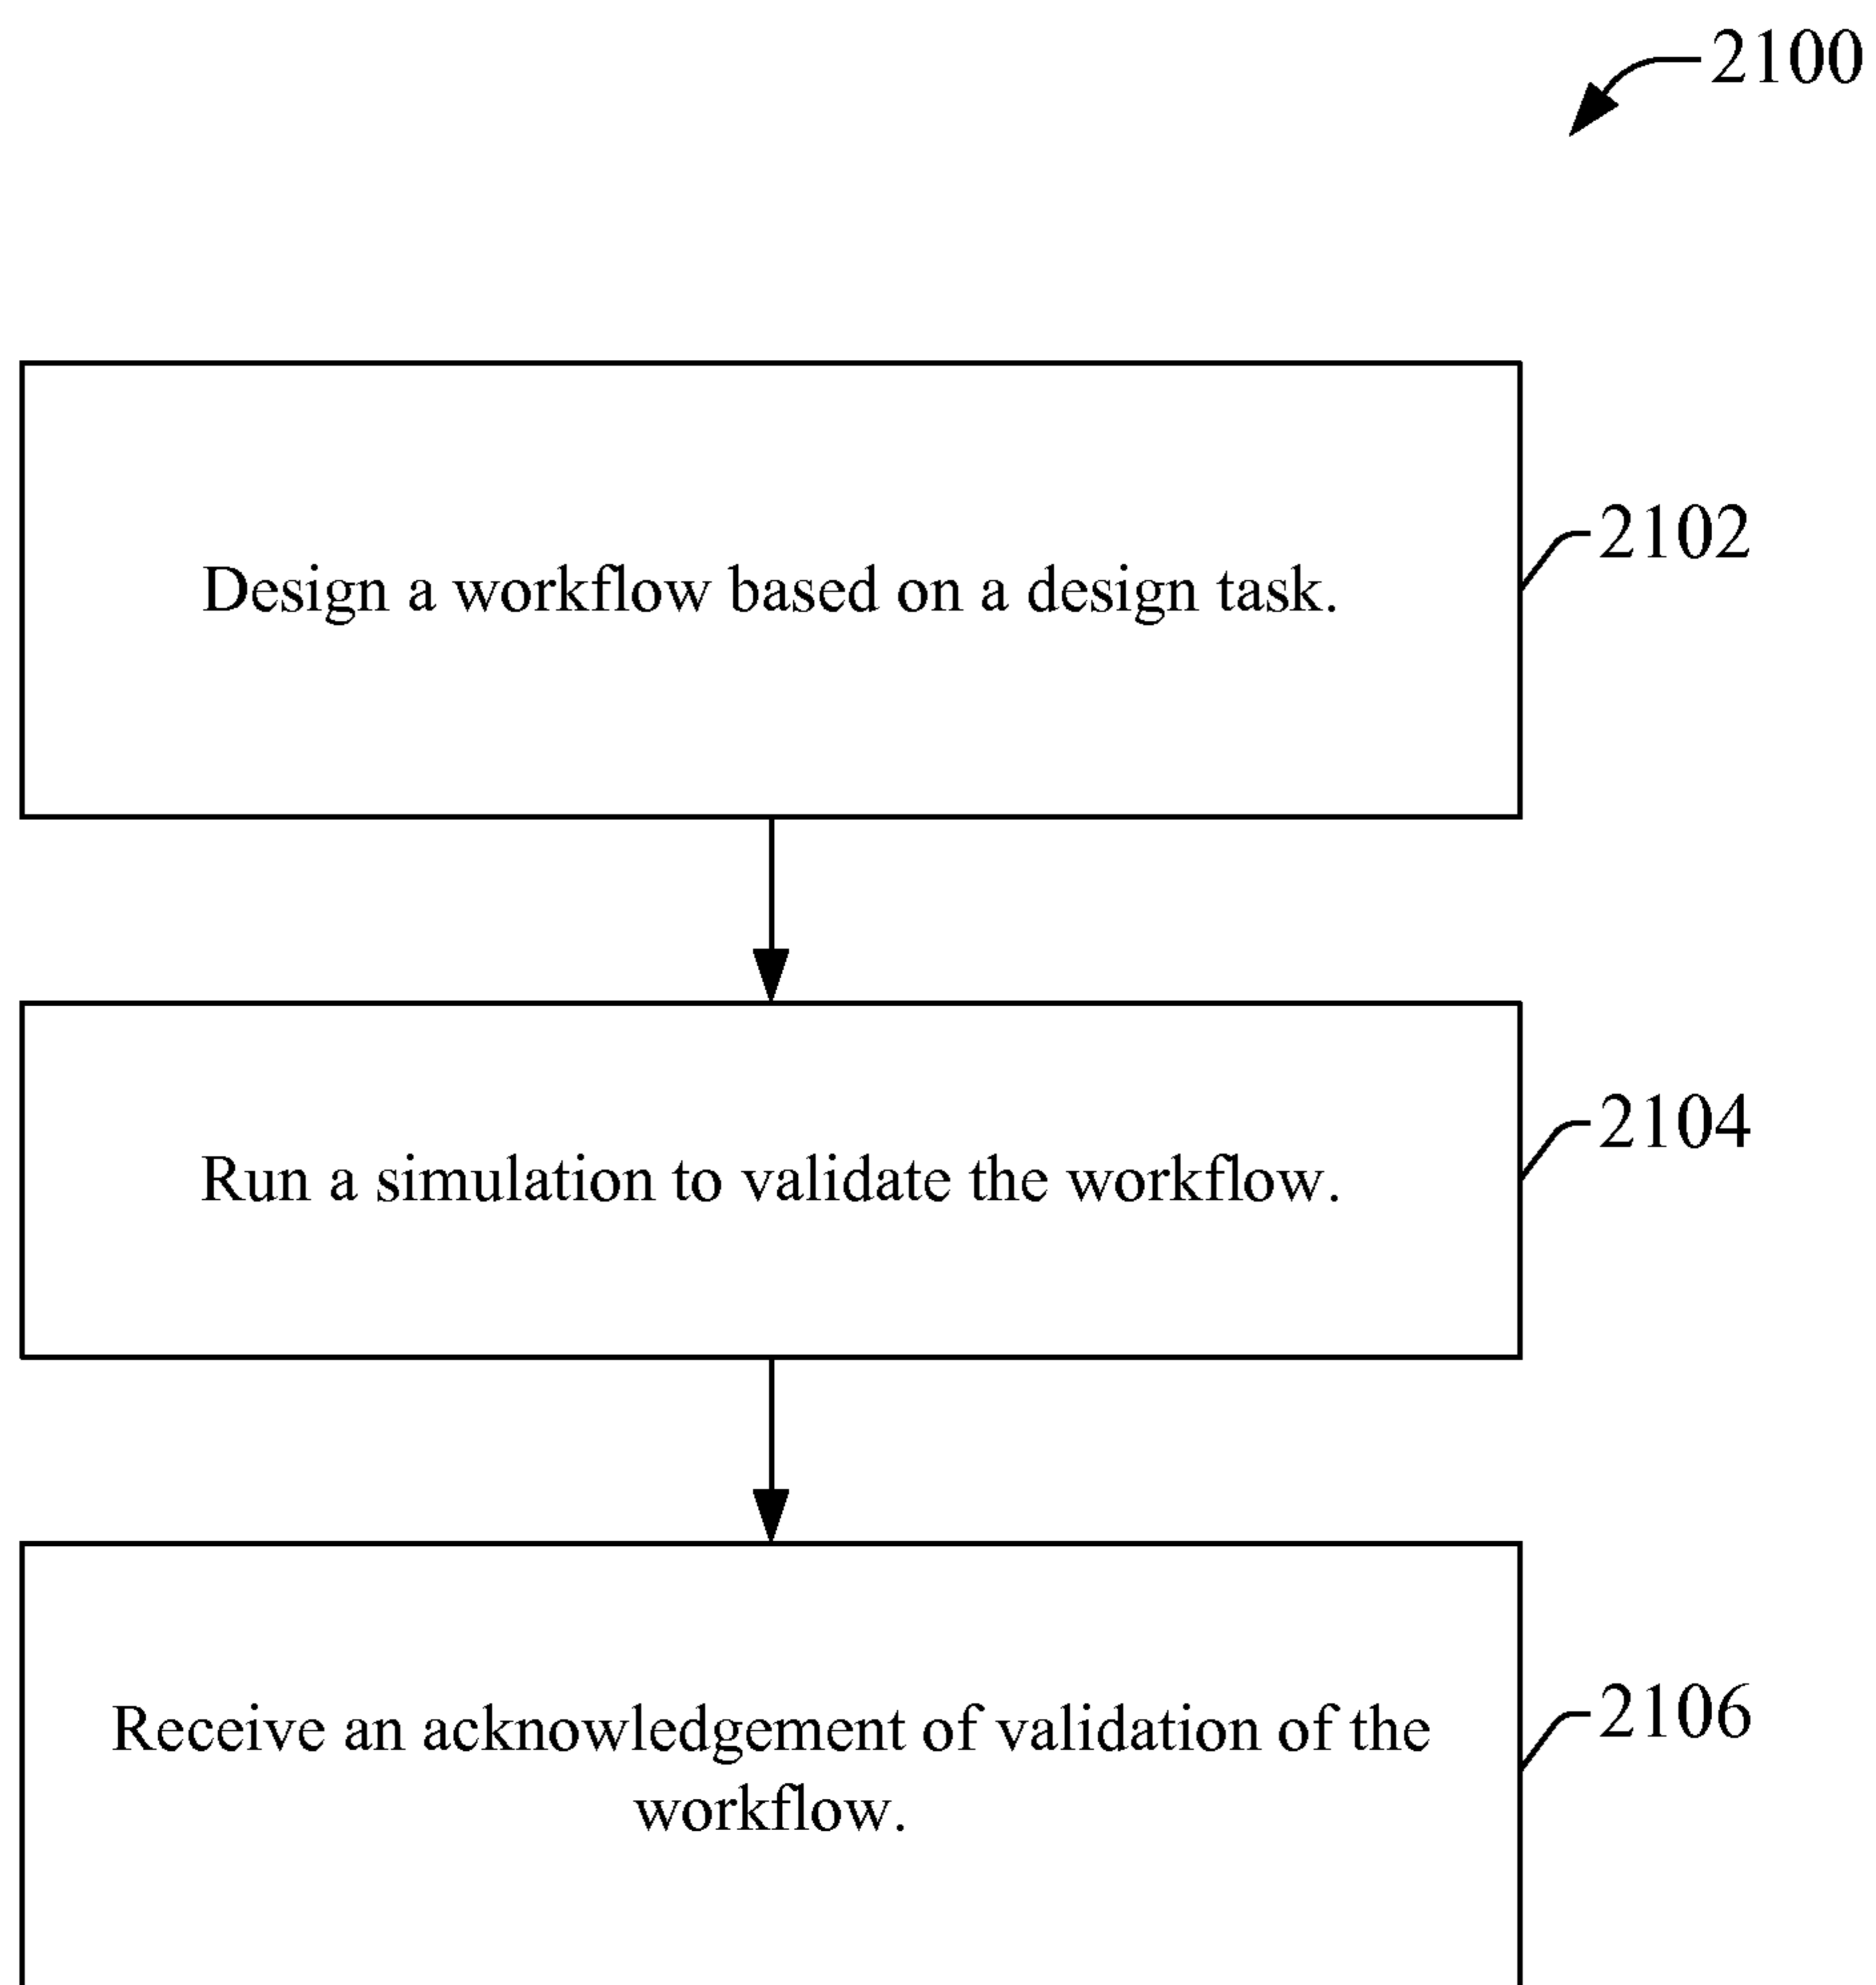 2100
Design a workflow based on a design task.
2102
Run a simulation to validate the workflow.
2104
Receive an acknowledgement of validation of the
workflow.
2106